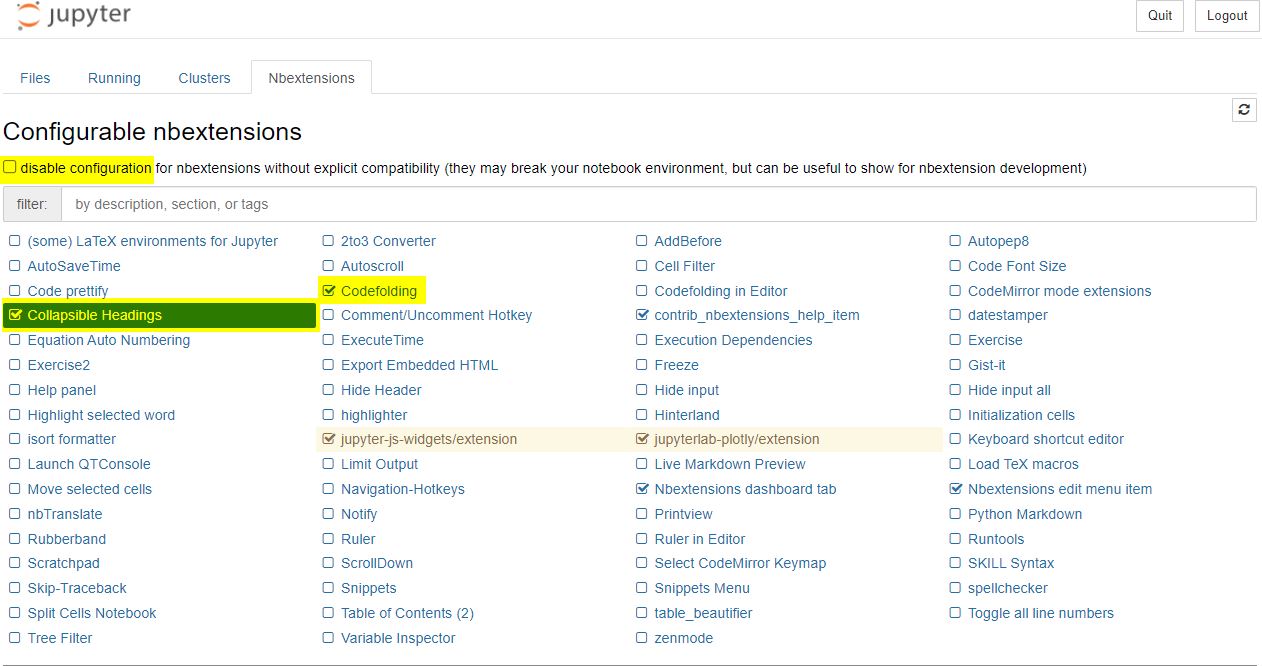 jupyter Quit Logout
Files Running Clusters Nbextensions
Configurable nbextensions
disable configuration for nbextensions without explicit compatibility (they may break your notebook environment, but can be useful to show for nbextension development)
filter: by description, section, or tags
(some) LaTeX environments for Jupyter 2to3 Converter AddBefore Autopep8
AutoSaveTime Autoscroll Cell Filter Code Font Size
Code prettify Codefolding Codefolding in Editor CodeMirror mode extensions
Collapsible Headings Comment/Uncomment Hotkey contrib_nbextensions_help_item datestamper
Equation Auto Numbering ExecuteTime Execution Dependencies Exercise
Exercise2 Export Embedded HTML Freeze Gist-it
Help panel Hide Header Hide input Hide input all
Highlight selected word highlighter Hinterland Initialization cells
isort formatter jupyter-js-widgets/extension jupyterlab-plotly/extension Keyboard shortcut editor
Launch QTConsole Limit Output Live Markdown Preview Load TeX macros
Move selected cells Navigation-Hotkeys Nbextensions dashboard tab Nbextensions edit menu item
nbTranslate Notify Printview Python Markdown
Rubberband Ruler Ruler in Editor Runtools
Scratchpad ScrollDown Select CodeMirror Keymap SKILL Syntax
Skip-Traceback Snippets Snippets Menu spellchecker
Split Cells Notebook Table of Contents (2) table_beautifier Toggle all line numbers
Tree Filter Variable Inspector zenmode